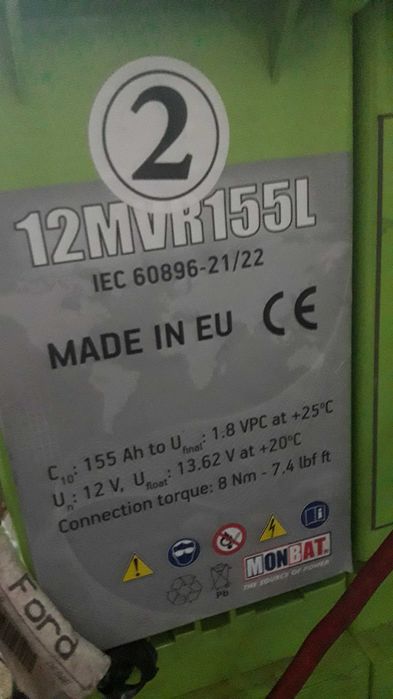 2
12MVR155L
IEC 60896-21/22
MADE IN EU CE
C10: 155 Ah to Ufinal: 1.8 VPC at +25°C
Un: 12 V, Ufloat: 13.62 V at +20°C
Connection torque: 8 Nm - 7.4 lbf ft
Pb
MONBAT
THE SOURCE OF POWER
Ford